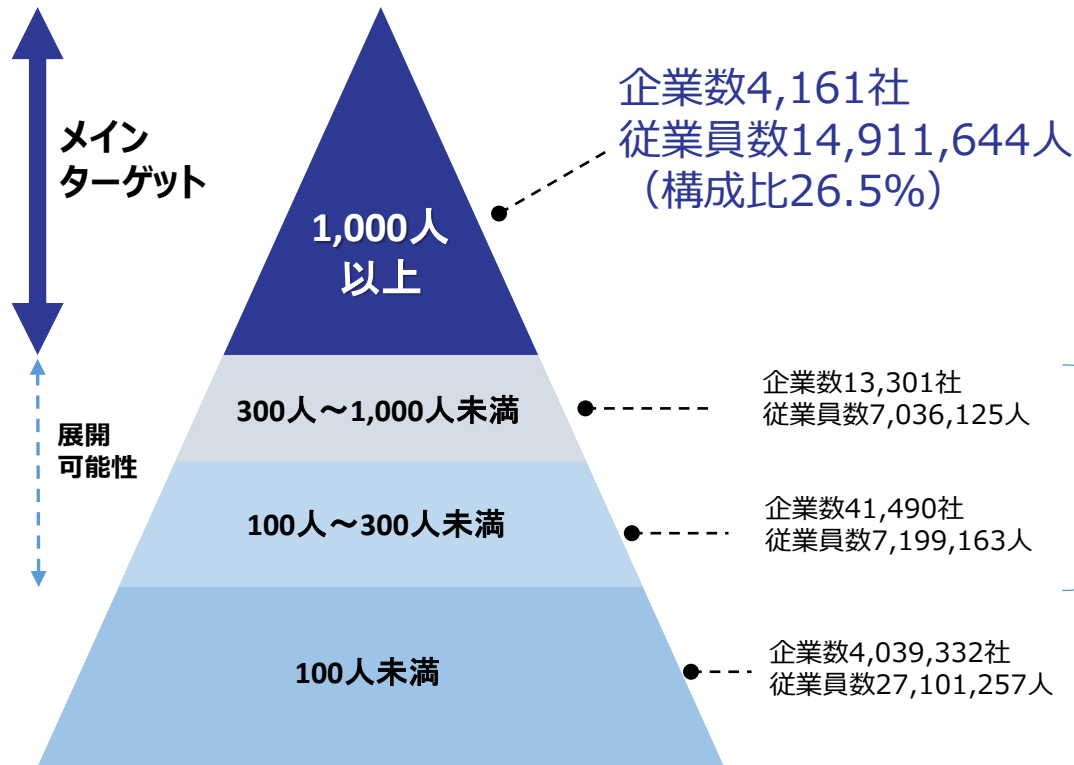 メイン
ターゲット
1,000人
以上
企業数4,161社
従業員数14,911,644人
（構成比26.5%）
展開
可能性
300人～1,000人未満
企業数13,301社
従業員数7,036,125人
100人～300人未満
企業数41,490社
従業員数7,199,163人
100人未満
企業数4,039,332社
従業員数27,101,257人